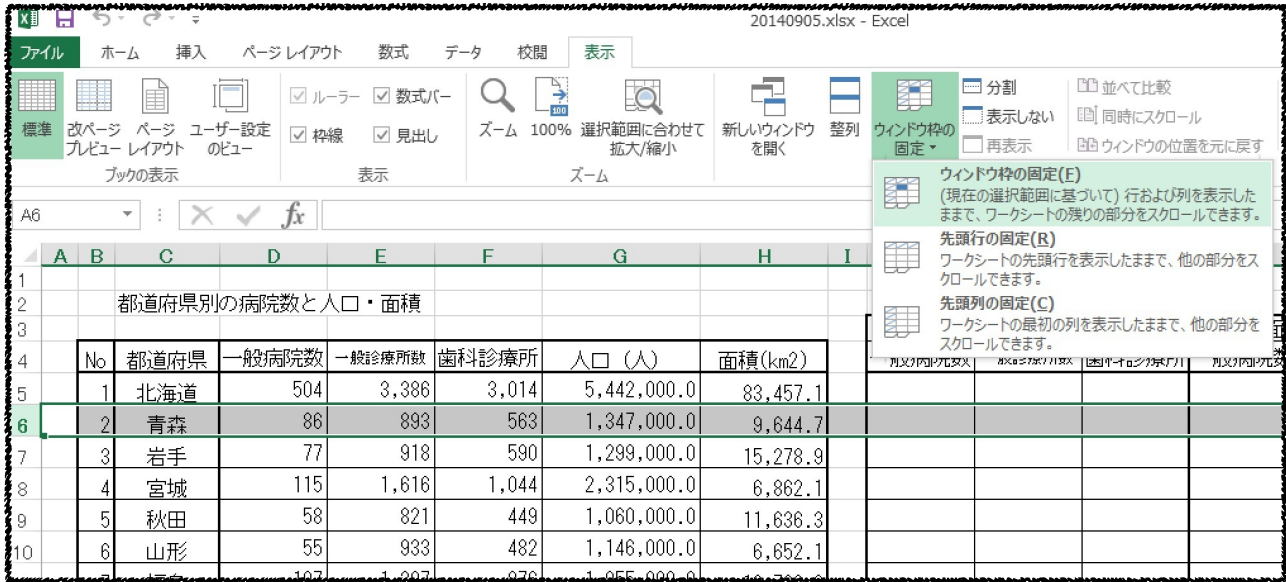 20140905.xlsx - Excel
ファイル ホーム 挿入 ページ レイアウト 数式 データ 校閲 表示
標準
改ページ
プレビュー
ページ
レイアウト
ユーザー設定
のビュー
ブックの表示
ルーラー 数式バー
枠線 見出し
表示
ズーム 100% 選択範囲に合わせて
拡大/縮小
ズーム
新しいウィンドウ
を開く
整列
ウィンドウ枠の
固定
分割
表示しない
再表示
並べて比較
同時にスクロール
ウィンドウの位置を元に戻す
ウィンドウ枠の固定(F)
(現在の選択範囲に基づいて) 行および列を表示した
ままで、ワークシートの残りの部分をスクロールできます。
先頭行の固定(R)
ワークシートの先頭行を表示したままで、他の部分をス
クロールできます。
先頭列の固定(C)
ワークシートの最初の列を表示したままで、他の部分を
スクロールできます。
A6 fx
A B C D E F G H I
1
2 都道府県別の病院数と人口・面積
3
4 No 都道府県 一般病院数 一般診療所数 歯科診療所 人口（人） 面積(km2)
5 1 北海道 504 3,386 3,014 5,442,000.0 83,457.1
6 2 青森 86 893 563 1,347,000.0 9,644.7
7 3 岩手 77 918 590 1,299,000.0 15,278.9
8 4 宮城 115 1,616 1,044 2,315,000.0 6,862.1
9 5 秋田 58 821 449 1,060,000.0 11,636.3
10 6 山形 55 933 482 1,146,000.0 6,652.1